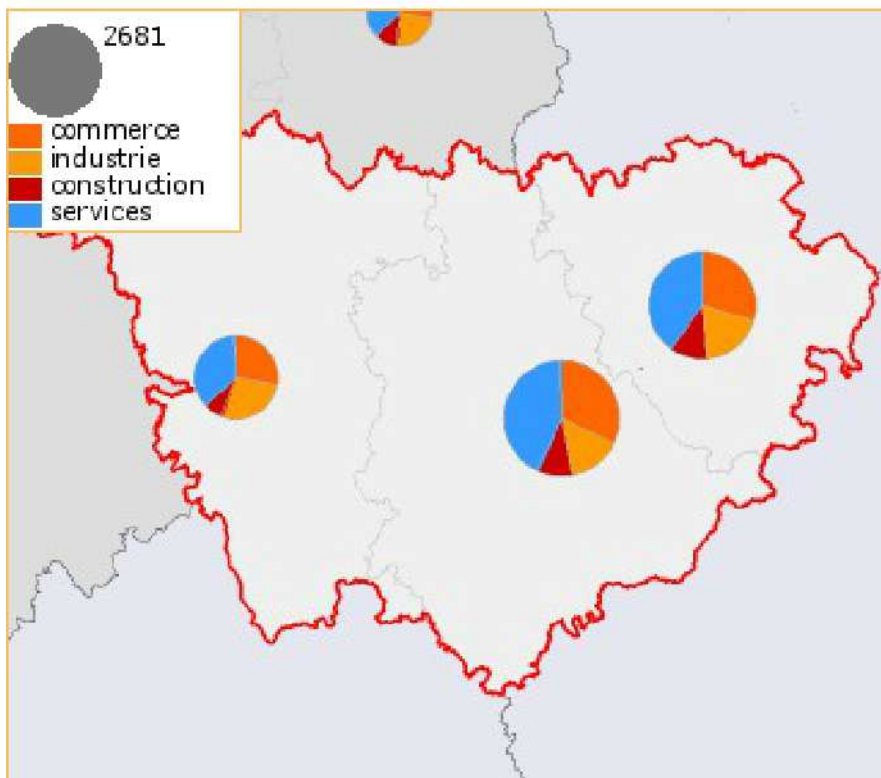 2681
commerce
industrie
construction
services